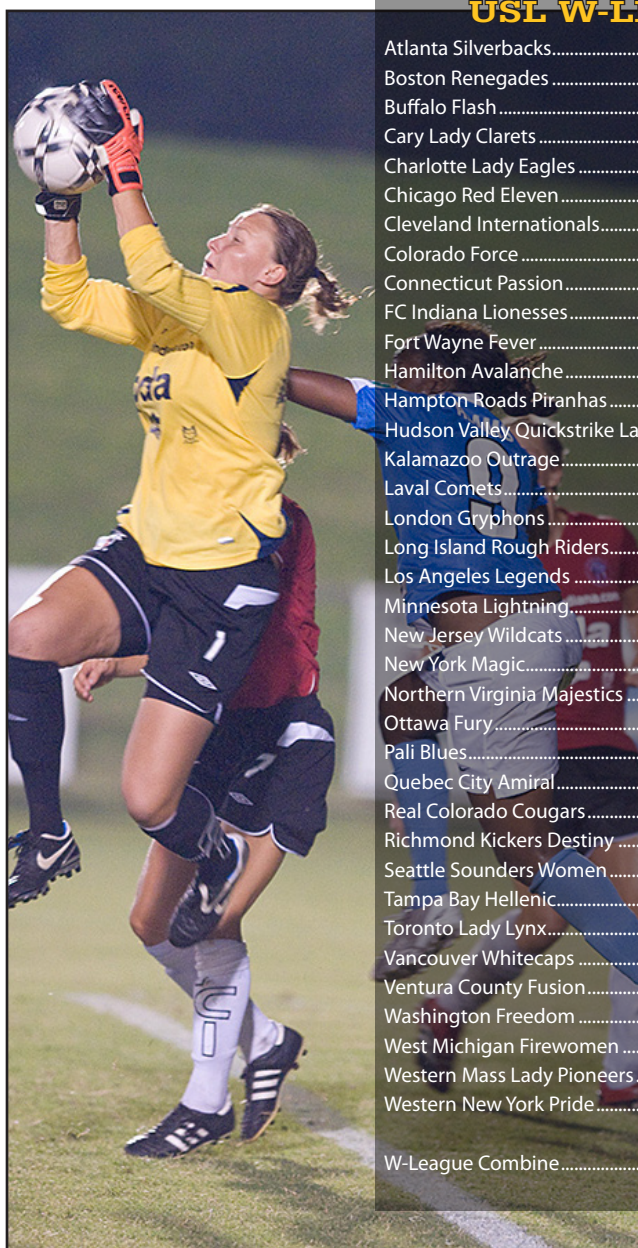 USL W-L
Atlanta Silverbacks....................
Boston Renegades ....................
Buffalo Flash ....................
Cary Lady Clarets ....................
Charlotte Lady Eagles ....................
Chicago Red Eleven....................
Cleveland Internationals....................
Colorado Force ....................
Connecticut Passion....................
FC Indiana Lionesses....................
Fort Wayne Fever ....................
Hamilton Avalanche....................
Hampton Roads Piranhas ....................
Hudson Valley Quickstrike La
Kalamazoo Outrage....................
Laval Comets....................
London Gryphons ....................
Long Island Rough Riders....................
Los Angeles Legends ....................
Minnesota Lightning....................
New Jersey Wildcats ....................
New York Magic....................
Northern Virginia Majestics ...
Ottawa Fury ....................
Pali Blues....................
Quebec City Amiral....................
Real Colorado Cougars....................
Richmond Kickers Destiny .....
Seattle Sounders Women .......
Tampa Bay Hellenic....................
Toronto Lady Lynx....................
Vancouver Whitecaps ....................
Ventura County Fusion ....................
Washington Freedom ....................
West Michigan Firewomen ....
Western Mass Lady Pioneers.
Western New York Pride..........
W-League Combine....................
1
9